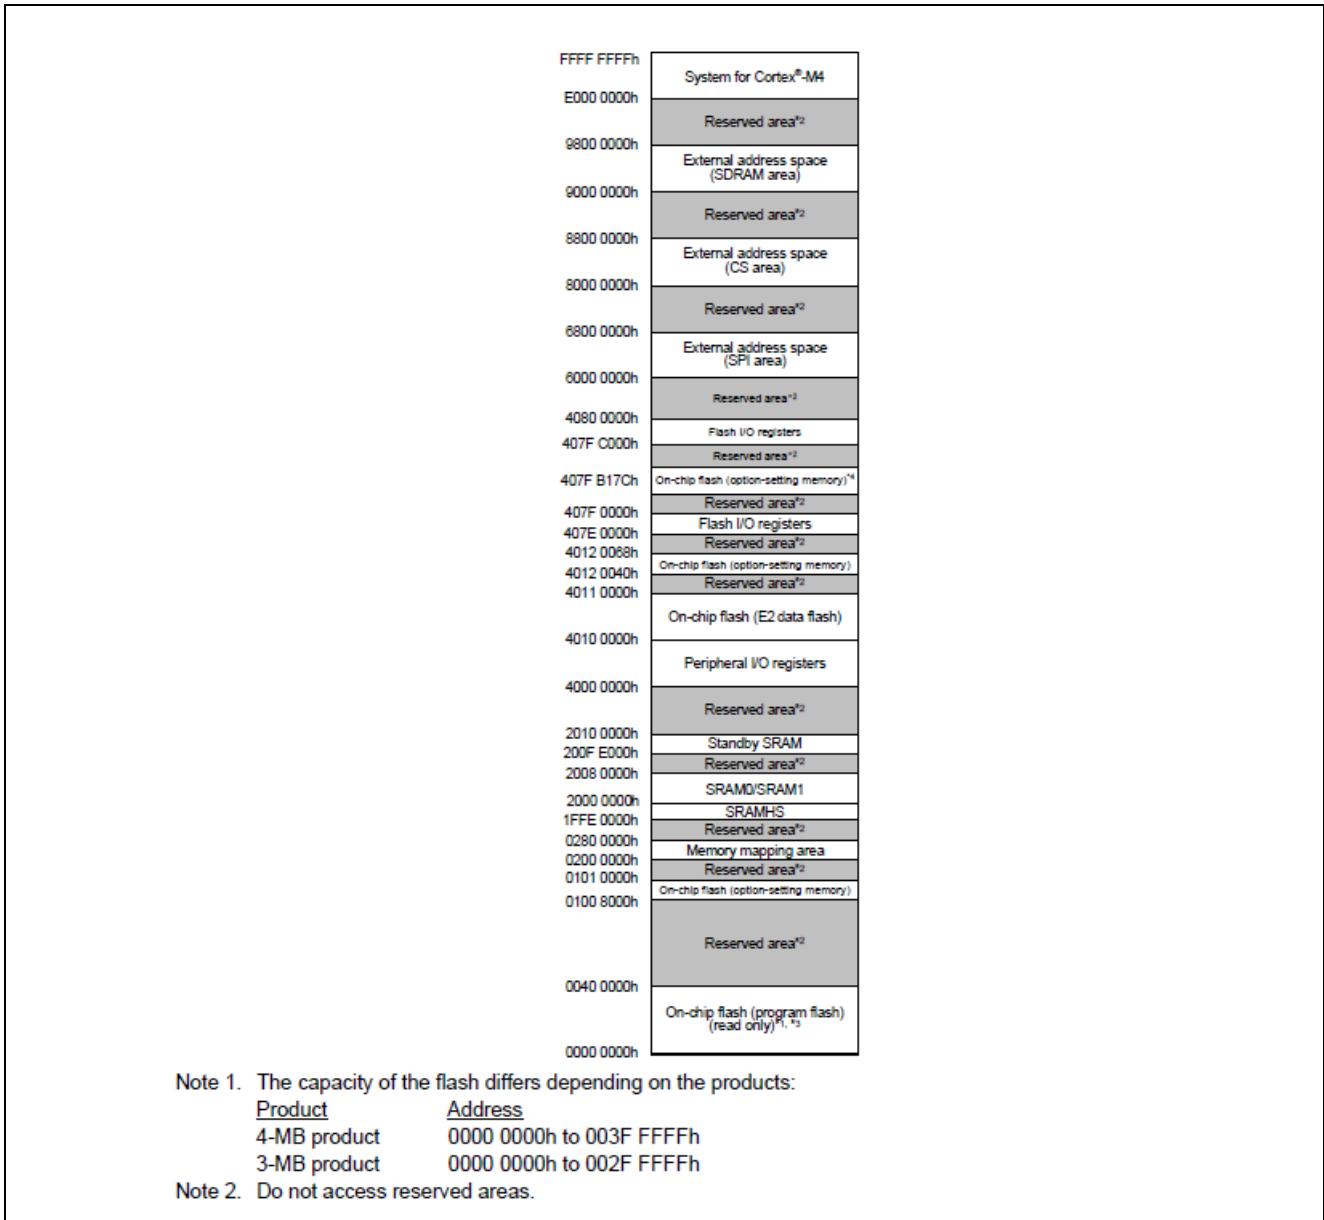 FFFF FFFFh
System for Cortex®-M4
E000 0000h
Reserved area*2
9800 0000h
External address space
(SDRAM area)
9000 0000h
Reserved area*2
8800 0000h
External address space
(CS area)
8000 0000h
Reserved area*2
6800 0000h
External address space
(SPI area)
6000 0000h
Reserved area*2
4080 0000h
Flash I/O registers
407F C000h
Reserved area*2
407F B17Ch
On-chip flash (option-setting memory)*4
Reserved area*2
407F 0000h
Flash I/O registers
407E 0000h
Reserved area*2
4012 0068h
On-chip flash (option-setting memory)
4012 0040h
Reserved area*2
4011 0000h
On-chip flash (E2 data flash)
4010 0000h
Peripheral I/O registers
4000 0000h
Reserved area*2
2010 0000h
Standby SRAM
200F E000h
Reserved area*2
2008 0000h
SRAM0/SRAM1
2000 0000h
SRAMHS
1FFE 0000h
Reserved area*2
0280 0000h
Memory mapping area
0200 0000h
Reserved area*2
0101 0000h
On-chip flash (option-setting memory)
0100 8000h
Reserved area*2
0040 0000h
On-chip flash (program flash)
(read only)*1, *3
0000 0000h
Note 1. The capacity of the flash differs depending on the products:
Product Address
4-MB product 0000 0000h to 003F FFFFh
3-MB product 0000 0000h to 002F FFFFh
Note 2. Do not access reserved areas.